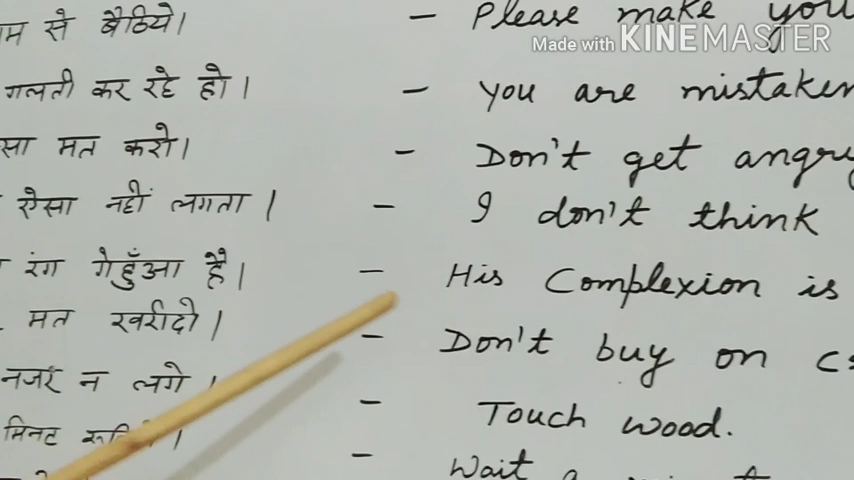 से बैठिये। - Please make you
Made with KINEMASTER
गलती कर रहे हो। - You are mistaken
मत करो। - Don't get angry
ऐसा नहीं लगता। - I don't think
रंग गेहुँआ है। - His Complexion is
मत खरीदो। - Don't buy on
नजर न लगे। - Touch wood.
मिनट - Wait a